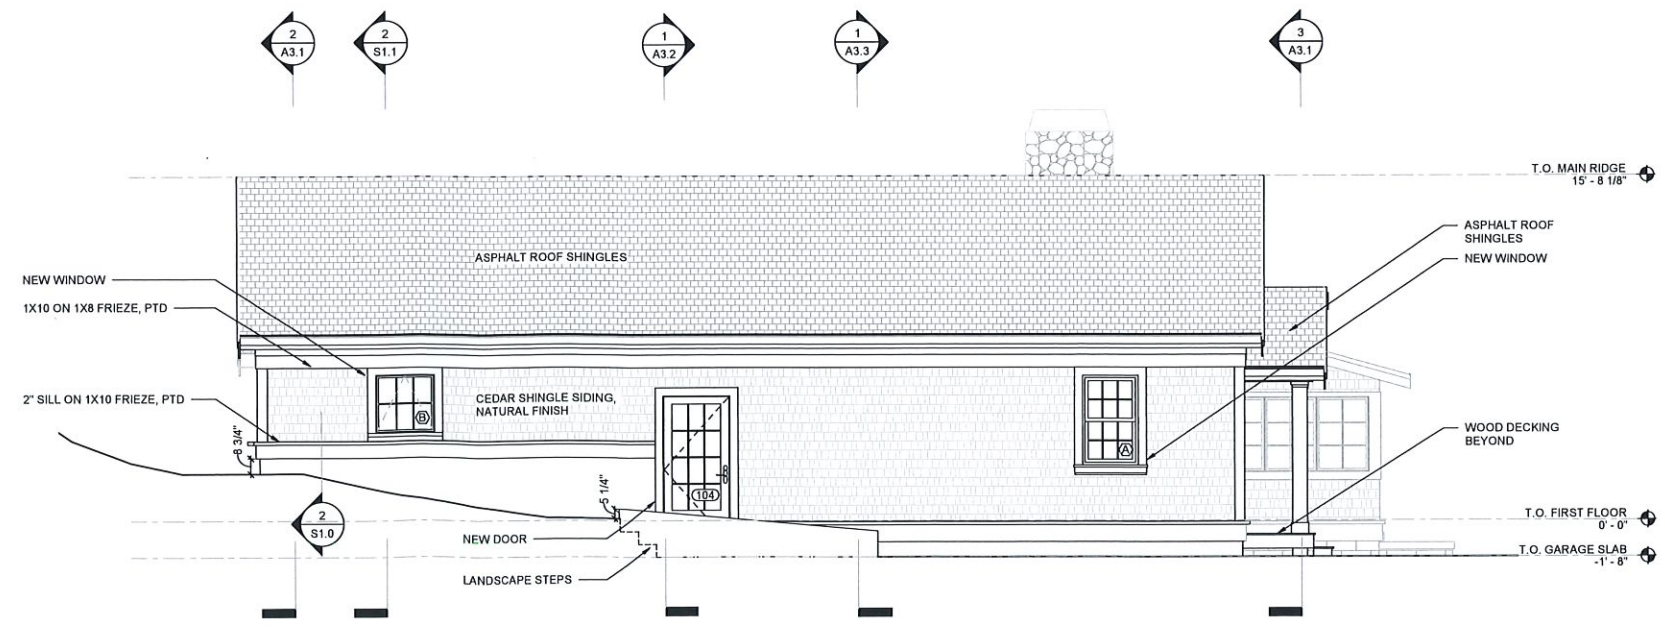 2
A3.1
2
S1.1
1
A3.2
1
A3.3
3
A3.1
T.O. MAIN RIDGE
15' - 8 1/8"
ASPHALT ROOF
SHINGLES
NEW WINDOW
ASPHALT ROOF SHINGLES
NEW WINDOW
1X10 ON 1X8 FRIEZE, PTD
2" SILL ON 1X10 FRIEZE, PTD
CEDAR SHINGLE SIDING,
NATURAL FINISH
B
A
WOOD DECKING
BEYOND
8 3/4"
5 1/4"
104
2
S1.0
NEW DOOR
LANDSCAPE STEPS
T.O. FIRST FLOOR
0' - 0"
T.O. GARAGE SLAB
-1' - 8"